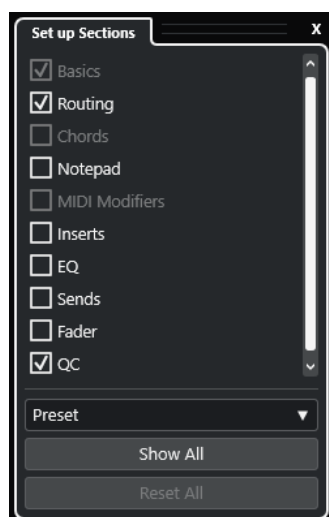 Set up Sections
X
Basics
Routing
Chords
Notepad
MIDI Modifiers
Inserts
EQ
Sends
Fader
QC
Preset
Show All
Reset All